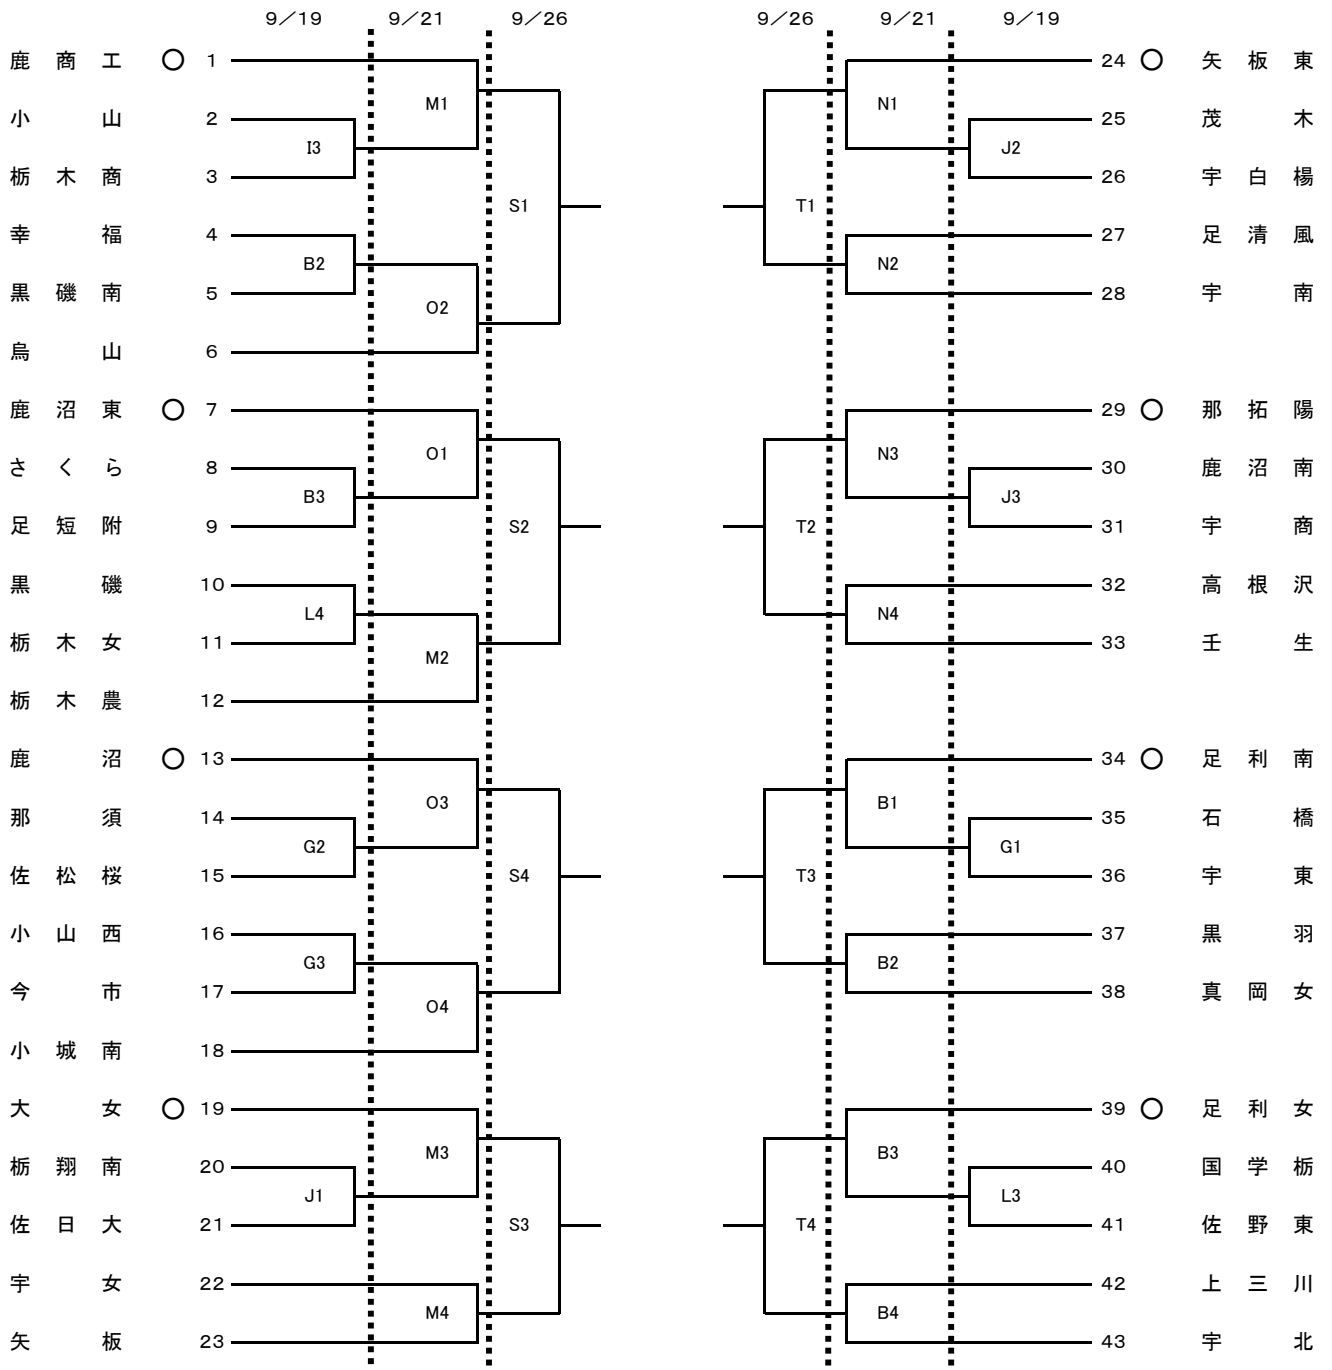 9／19 9／21 9／26 9／26 9／21 9／19
鹿商工 ○ 1 24 ○ 矢板東
M1 N1
小山 2 25 茂木
I3 J2
栃木商 3 26 宇白楊
S1 T1
幸福 4 27 足清風
B2 N2
黒磯南 5 28 宇南
O2
烏山 6
鹿沼東 ○ 7 29 ○ 那拓陽
O1 N3
さくら 8 30 鹿沼南
B3 J3
足短附 9 S2 T2 31 宇商
黒磯 10 32 高根沢
L4 N4
栃木女 11 33 壬生
M2
栃木農 12
鹿沼 ○ 13 34 ○ 足利南
O3 B1
那須 14 35 石橋
G2 G1
佐松桜 15 S4 T3 36 宇東
小山西 16 37 黒羽
G3 B2
今市 17 38 真岡女
O4
小城南 18
大女 ○ 19 39 ○ 足利女
M3 B3
栃翔南 20 40 国学栃
J1 L3
佐日大 21 S3 T4 41 佐野東
宇女 22 42 上三川
M4 B4
矢板 23 43 宇北